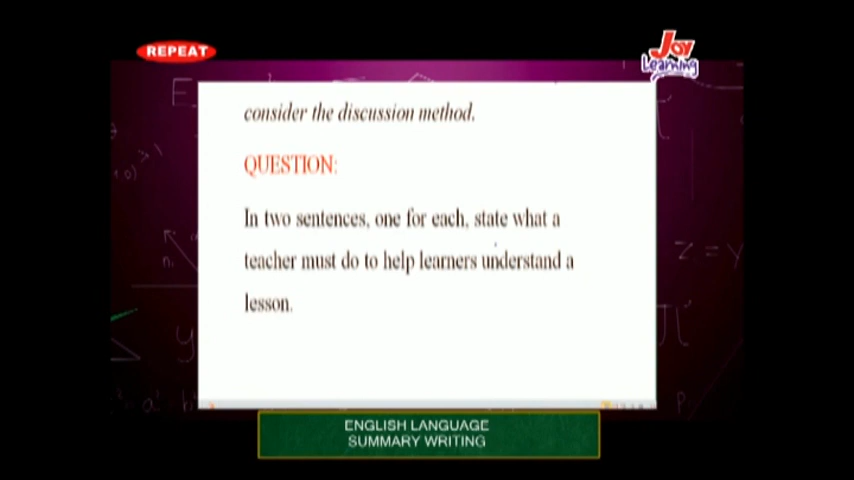 REPEAT
Joy
Learning
consider the discussion method.
QUESTION:
In two sentences, one for each, state what a
teacher must do to help learners understand a
lesson.
ENGLISH LANGUAGE
SUMMARY WRITING